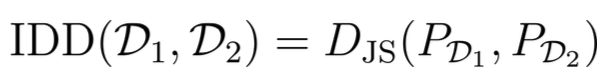 IDD(𝒟₁, 𝒟₂) = D_JS(P_𝒟₁, P_𝒟₂)